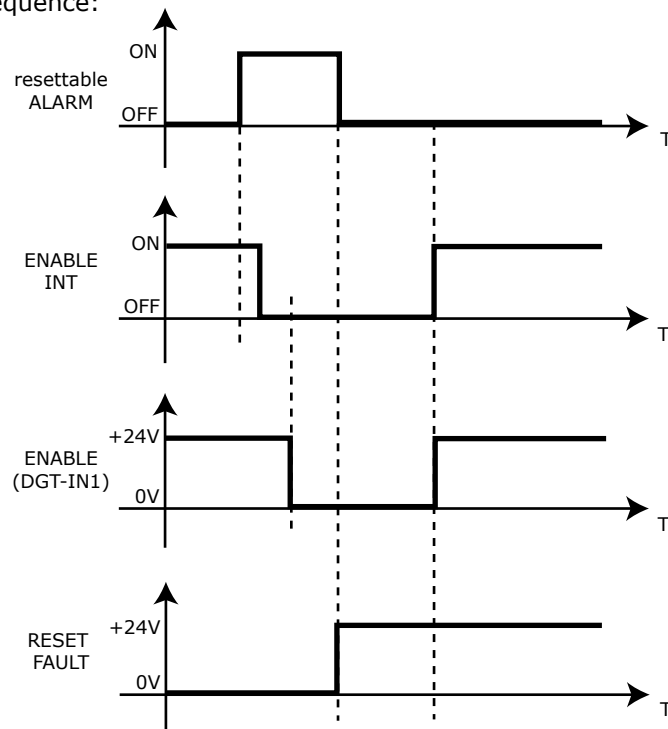 equence:
ON
resettable
ALARM
OFF
T
ON
ENABLE
INT
OFF
T
+24V
ENABLE
(DGT-IN1)
0V
T
+24V
RESET
FAULT
0V
T